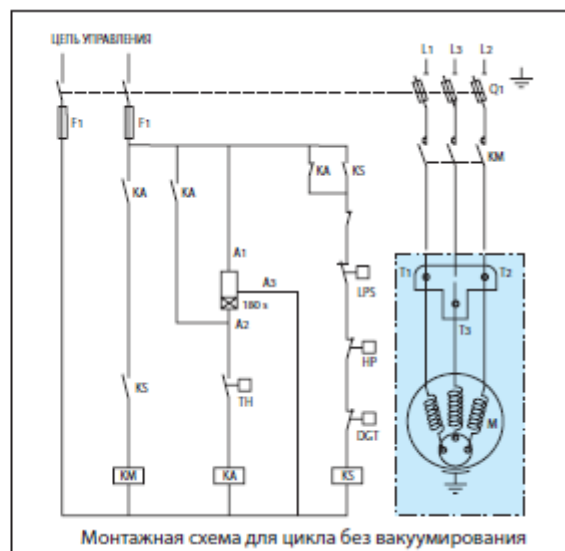 ЦЕПЬ УПРАВЛЕНИЯ
L1 L3 L2
Q1
F1 F1
KM
KA KA KA KS
A1
A3
180 s
A2
LPS
T1 T2
T3
HP
KS
TH
DGT
M
KM KA KS
Монтажная схема для цикла без вакуумирования